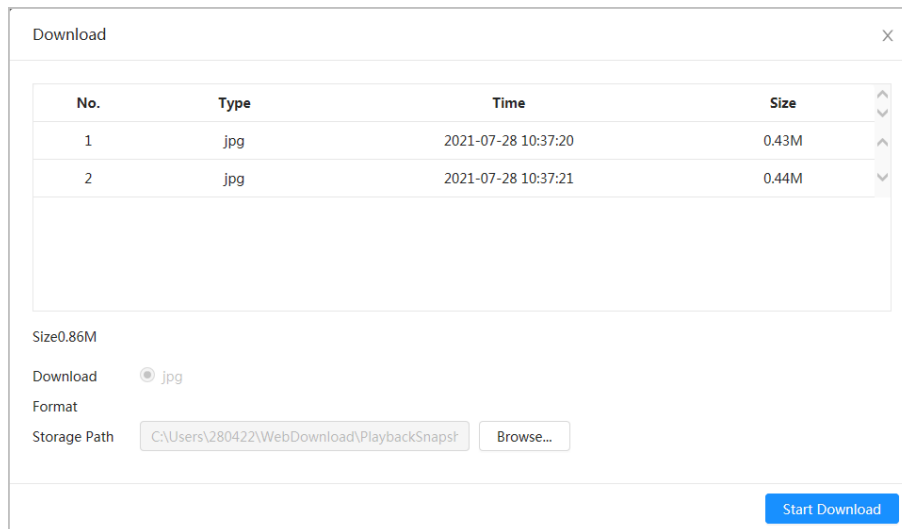 Download
No. Type Time Size
1 jpg 2021-07-28 10:37:20 0.43M
2 jpg 2021-07-28 10:37:21 0.44M
Size0.86M
Download jpg
Format
Storage Path C:\Users\280422\WebDownload\PlaybackSnapsh Browse...
Start Download